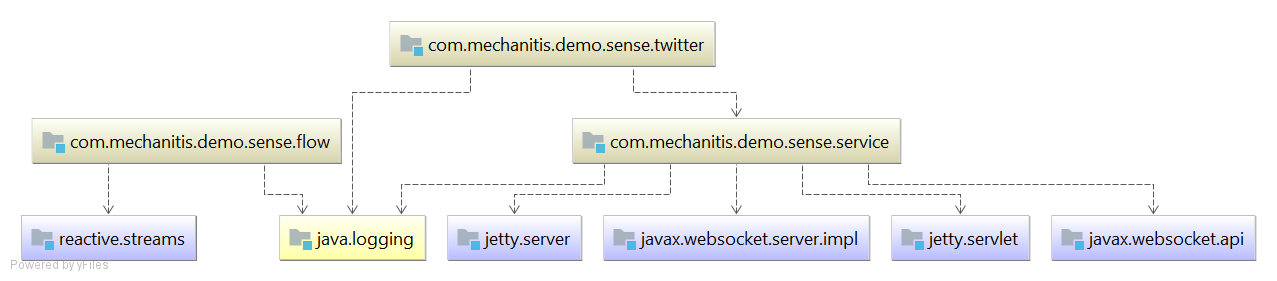 com.mechanitis.demo.sense.twitter
com.mechanitis.demo.sense.flow
com.mechanitis.demo.sense.service
reactive.streams
java.logging
jetty.server
javax.websocket.server.impl
jetty.servlet
javax.websocket.api
Powered by yFiles